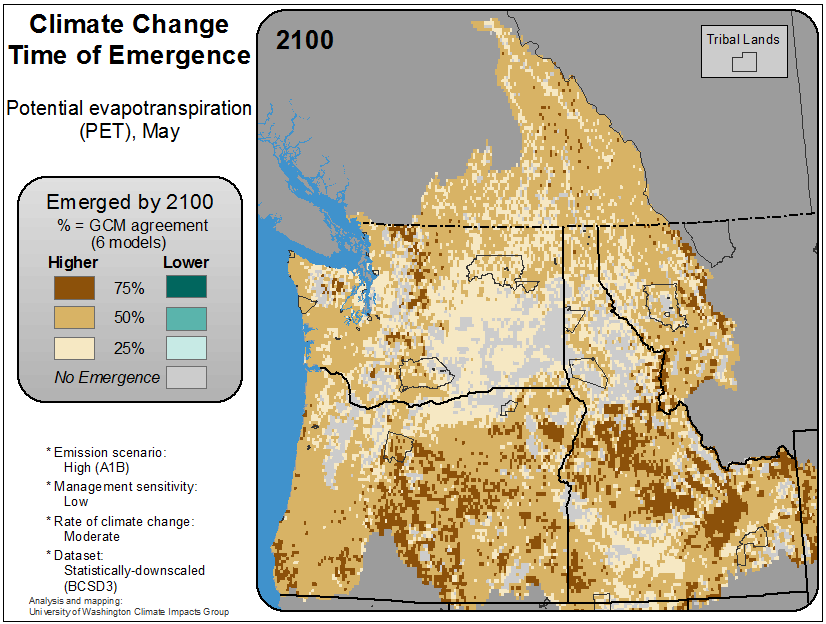 Climate Change
Time of Emergence
Potential evapotranspiration
(PET), May
Emerged by 2100
% = GCM agreement
(6 models)
Higher Lower
75%
50%
25%
No Emergence
* Emission scenario:
High (A1B)
* Management sensitivity:
Low
* Rate of climate change:
Moderate
* Dataset:
Statistically-downscaled
(BCSD3)
Analysis and mapping:
University of Washington Climate Impacts Group
2100
Tribal Lands